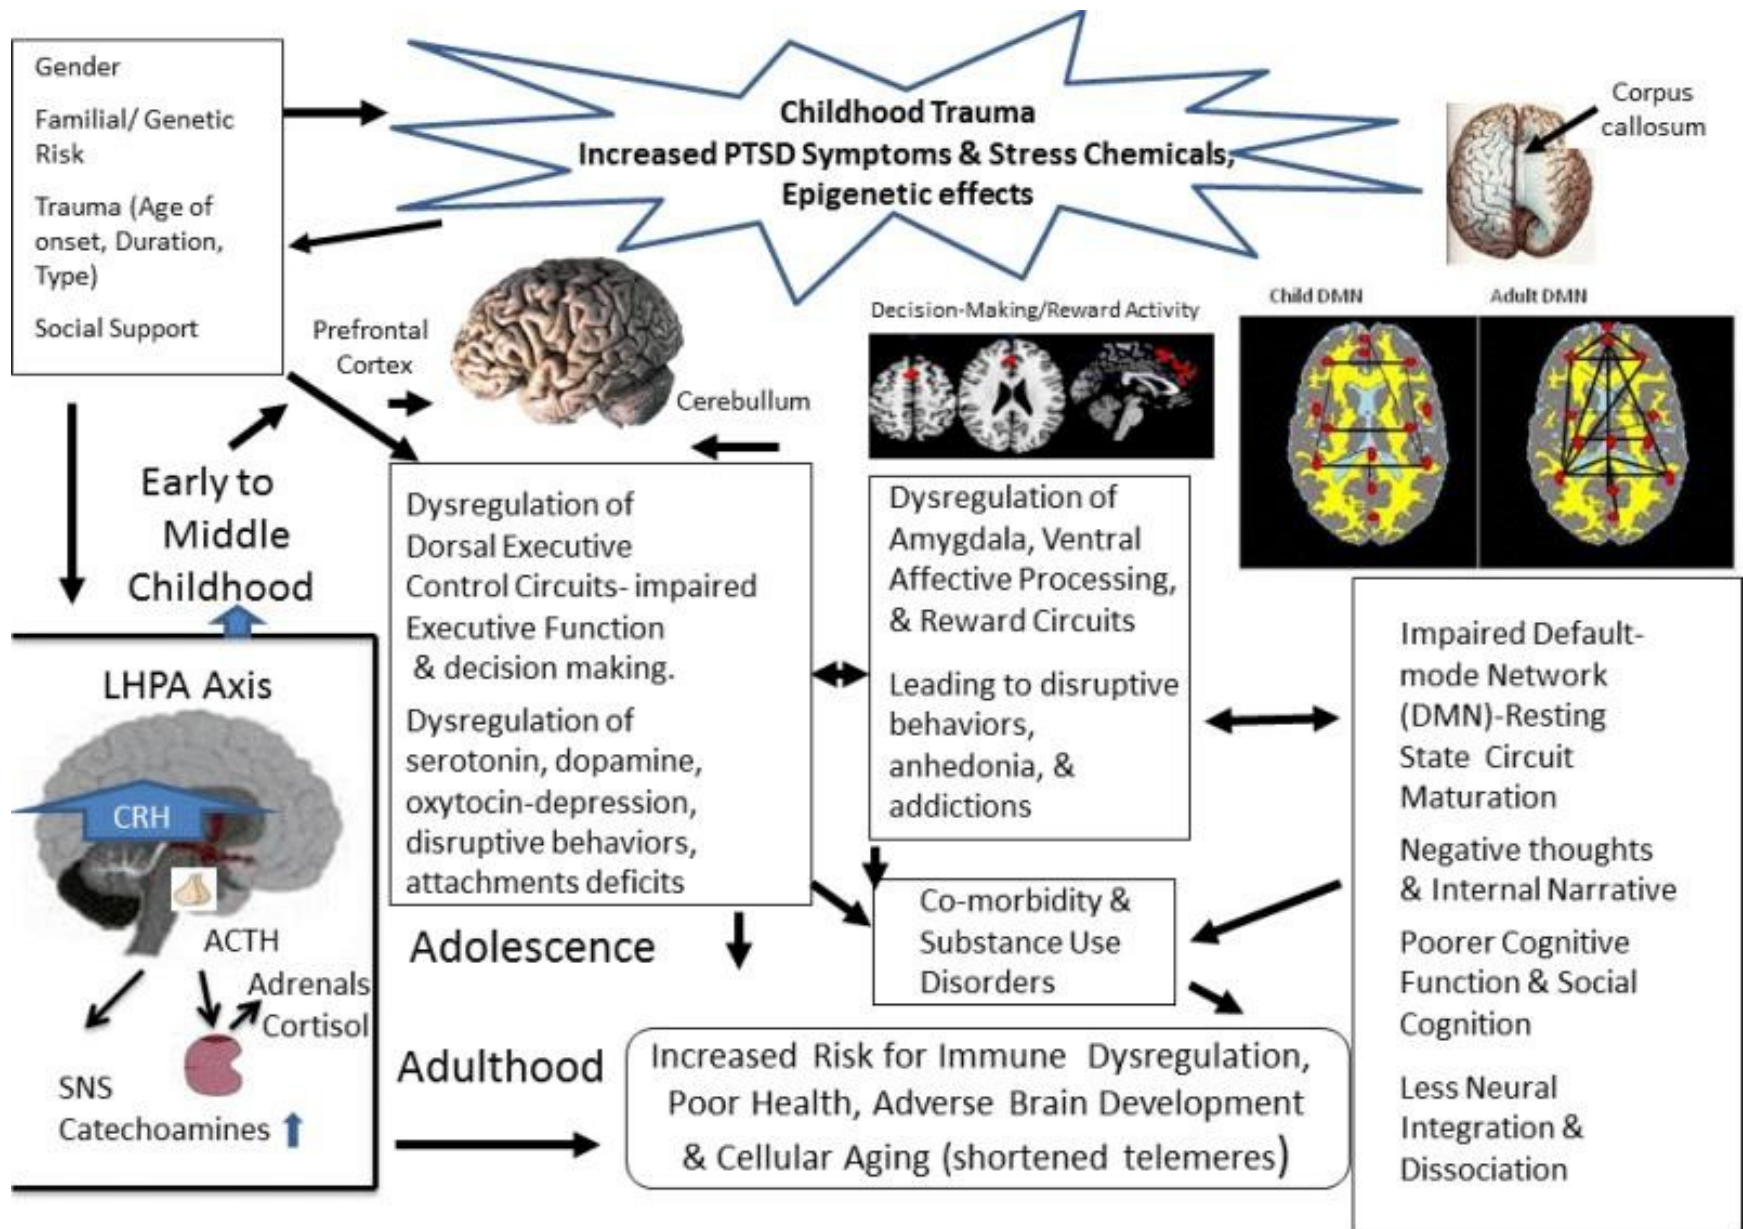 Gender
Familial/ Genetic
Risk
Trauma (Age of
onset, Duration,
Type)
Social Support
Childhood Trauma
Increased PTSD Symptoms & Stress Chemicals,
Epigenetic effects
Corpus
callosum
Prefrontal
Cortex
Cerebullum
Decision-Making/Reward Activity
Child DMN
Adult DMN
Early to
Middle
Childhood
LHPA Axis
CRH
ACTH
Adrenals
Cortisol
SNS
Catechoamines
Dysregulation of
Dorsal Executive
Control Circuits- impaired
Executive Function
& decision making.
Dysregulation of
serotonin, dopamine,
oxytocin-depression,
disruptive behaviors,
attachments deficits
Dysregulation of
Amygdala, Ventral
Affective Processing,
& Reward Circuits
Leading to disruptive
behaviors,
anhedonia, &
addictions
Impaired Default-
mode Network
(DMN)-Resting
State Circuit
Maturation
Negative thoughts
& Internal Narrative
Poorer Cognitive
Function & Social
Cognition
Less Neural
Integration &
Dissociation
Co-morbidity &
Substance Use
Disorders
Adolescence
Adulthood
Increased Risk for Immune Dysregulation,
Poor Health, Adverse Brain Development
& Cellular Aging (shortened telemeres)